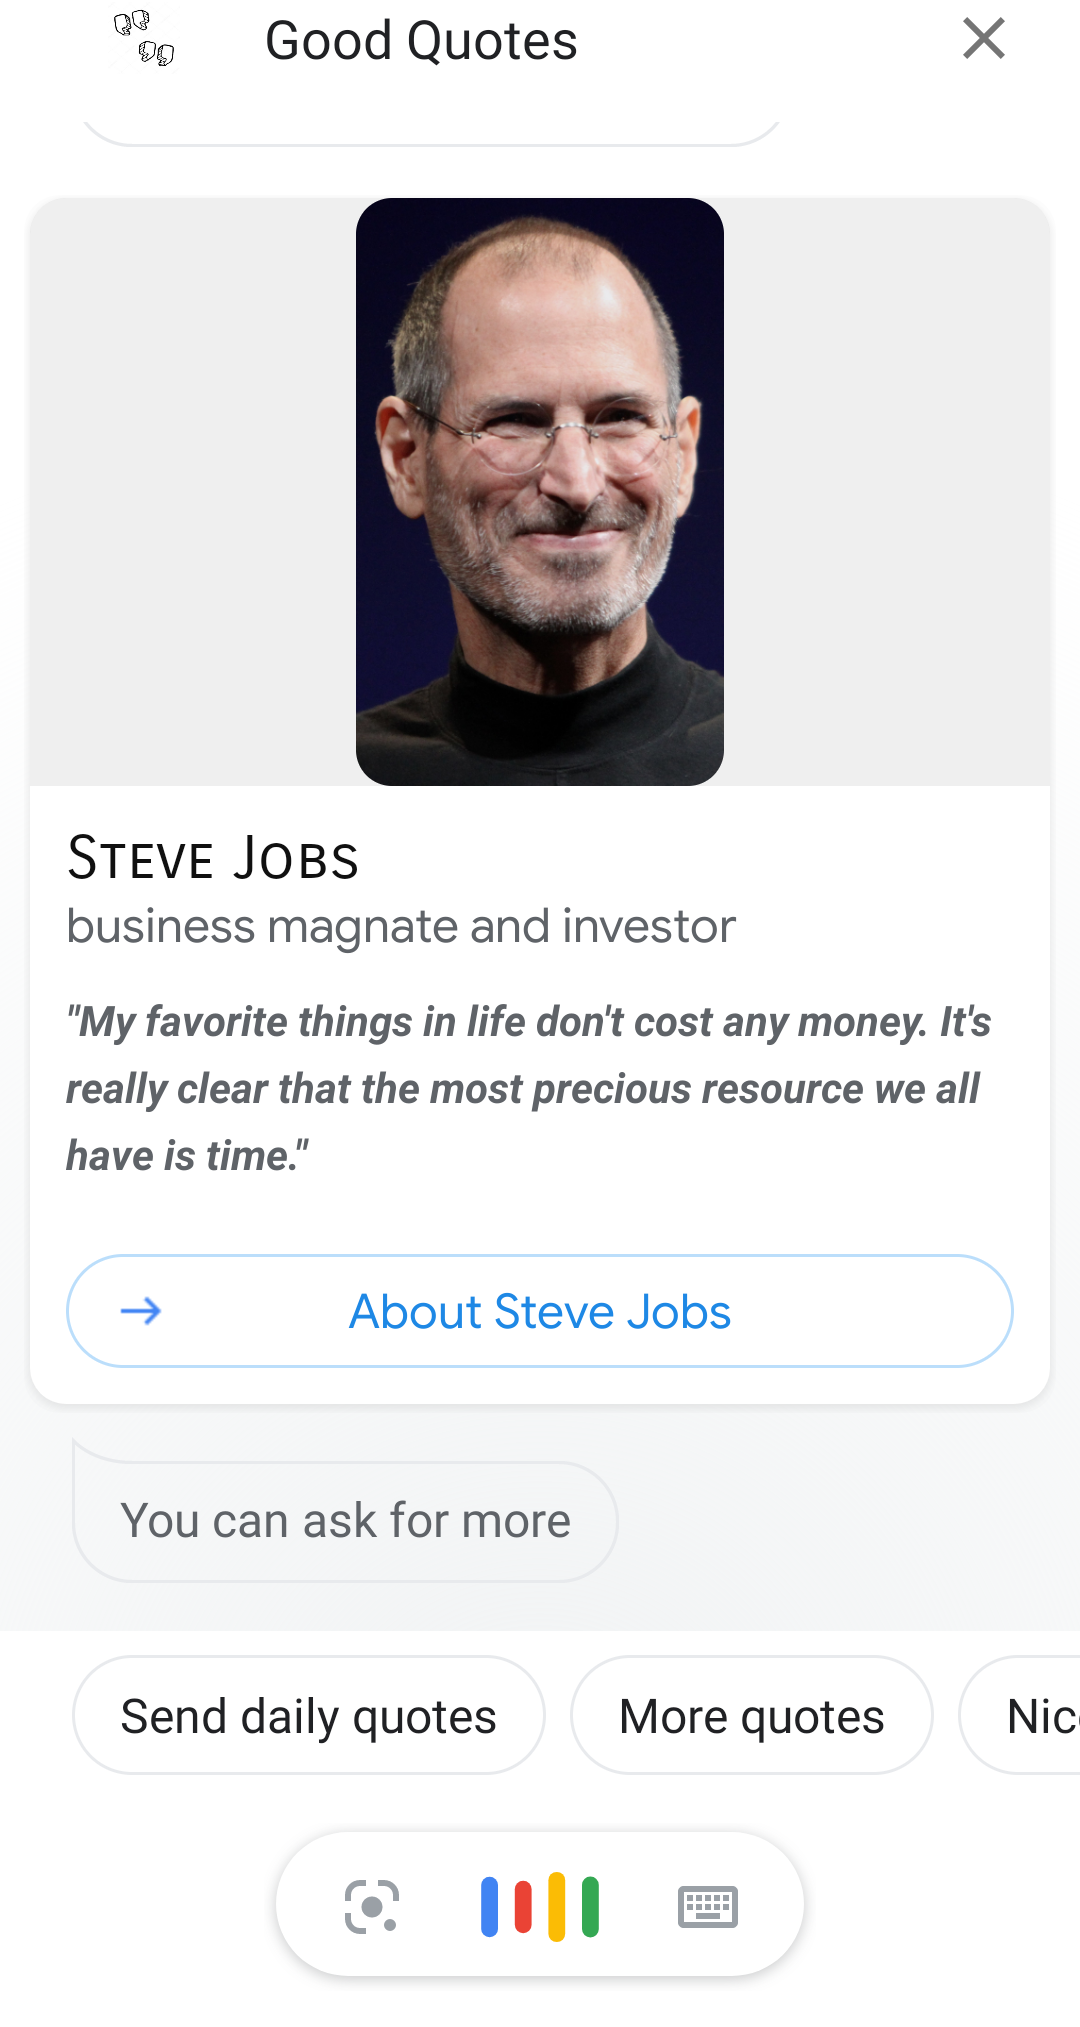 Good Quotes
STEVE JOBS
business magnate and investor
"My favorite things in life don't cost any money. It's
really clear that the most precious resource we all
have is time."
About Steve Jobs
You can ask for more
Send daily quotes
More quotes